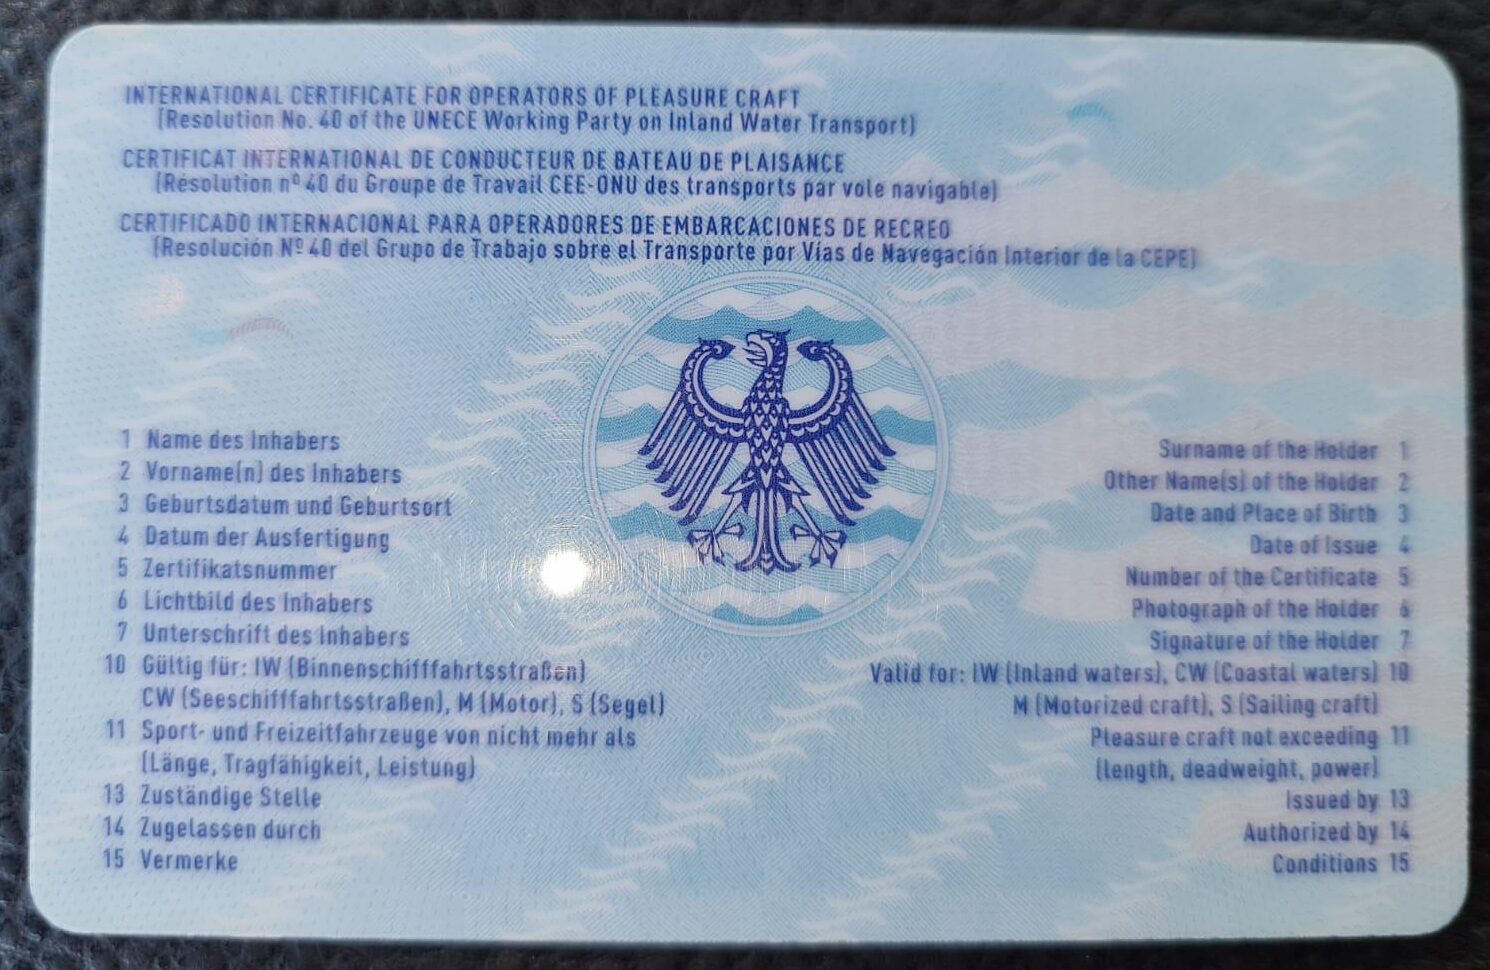 INTERNATIONAL CERTIFICATE FOR OPERATORS OF PLEASURE CRAFT
(Resolution No. 40 of the UNECE Working Party on Inland Water Transport)
CERTIFICAT INTERNATIONAL DE CONDUCTEUR DE BATEAU DE PLAISANCE
(Résolution nº 40 du Groupe de Travail CEE-ONU des transports par voie navigable)
CERTIFICADO INTERNACIONAL PARA OPERADORES DE EMBARCACIONES DE RECREO
(Resolución Nº 40 del Grupo de Trabajo sobre el Transporte por Vías de Navegación Interior de la CEPE)
1 Name des Inhabers
2 Vorname(n) des Inhabers
3 Geburtsdatum und Geburtsort
4 Datum der Ausfertigung
5 Zertifikatsnummer
6 Lichtbild des Inhabers
7 Unterschrift des Inhabers
10 Gültig für: IW (Binnenschifffahrtsstraßen)
CW (Seeschifffahrtsstraßen), M (Motor), S (Segel)
11 Sport- und Freizeitfahrzeuge von nicht mehr als
(Länge, Tragfähigkeit, Leistung)
13 Zuständige Stelle
14 Zugelassen durch
15 Vermerke
Surname of the Holder 1
Other Name(s) of the Holder 2
Date and Place of Birth 3
Date of Issue 4
Number of the Certificate 5
Photograph of the Holder 6
Signature of the Holder 7
Valid for: IW (Inland waters), CW (Coastal waters) 10
M (Motorized craft), S (Sailing craft)
Pleasure craft not exceeding 11
(length, deadweight, power)
Issued by 13
Authorized by 14
Conditions 15